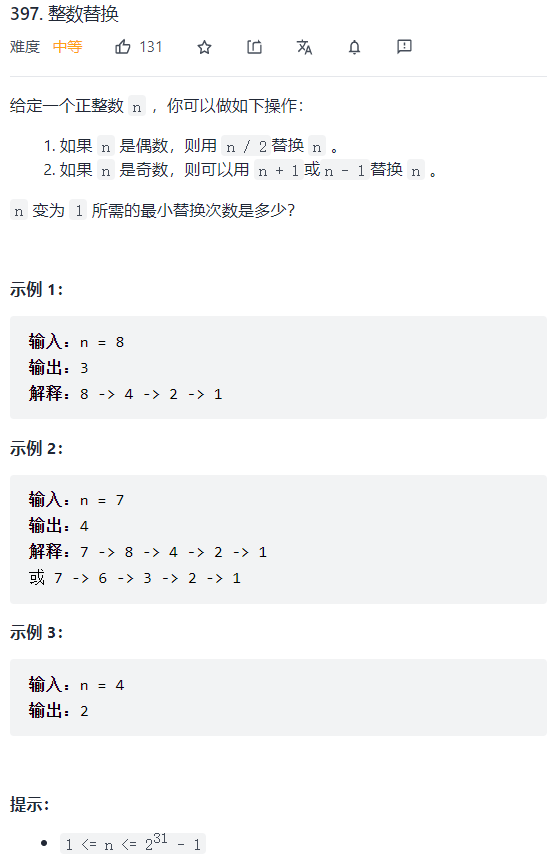 397. 整数替换
难度 中等 131
给定一个正整数 n ，你可以做如下操作：
1. 如果 n 是偶数，则用 n / 2替换 n 。
2. 如果 n 是奇数，则可以用 n + 1或n - 1替换 n 。
n 变为 1 所需的最小替换次数是多少？
示例 1：
输入：n = 8
输出：3
解释：8 -> 4 -> 2 -> 1
示例 2：
输入：n = 7
输出：4
解释：7 -> 8 -> 4 -> 2 -> 1
或 7 -> 6 -> 3 -> 2 -> 1
示例 3：
输入：n = 4
输出：2
提示：
• 1 <= n <= 2³¹ - 1